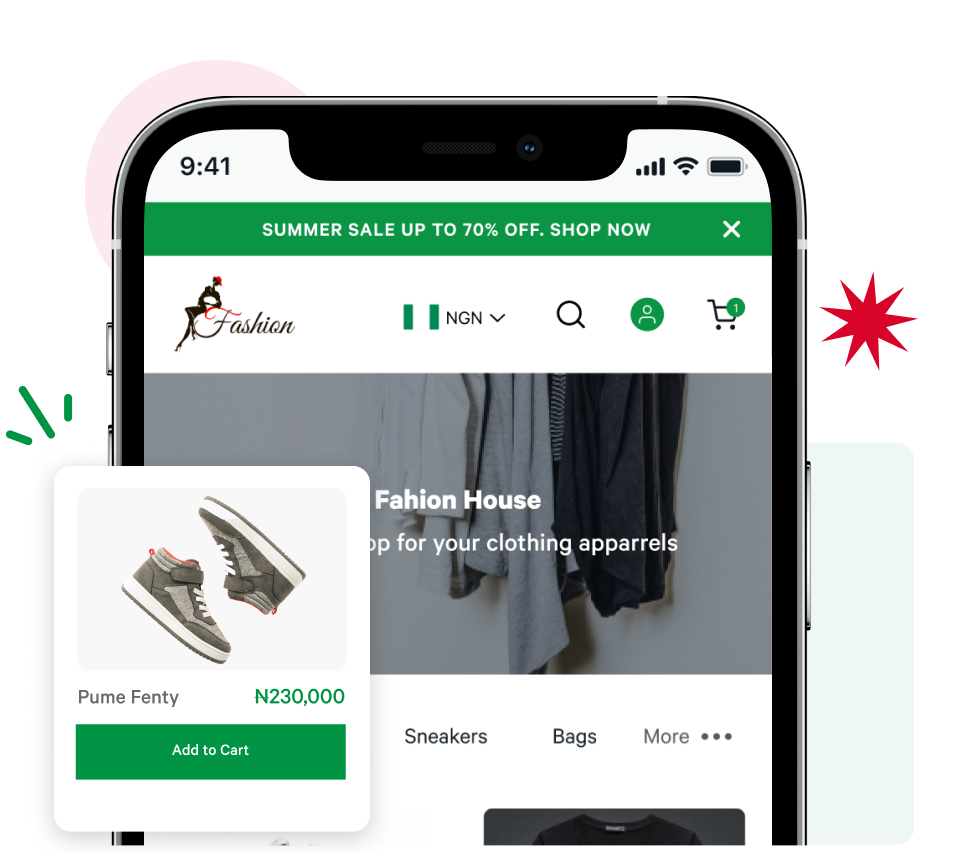 9:41
SUMMER SALE UP TO 70% OFF. SHOP NOW
Fashion
NGN
1
Fahion House
for your clothing apparrels
Pume Fenty ₦230,000
Add to Cart
Sneakers Bags More